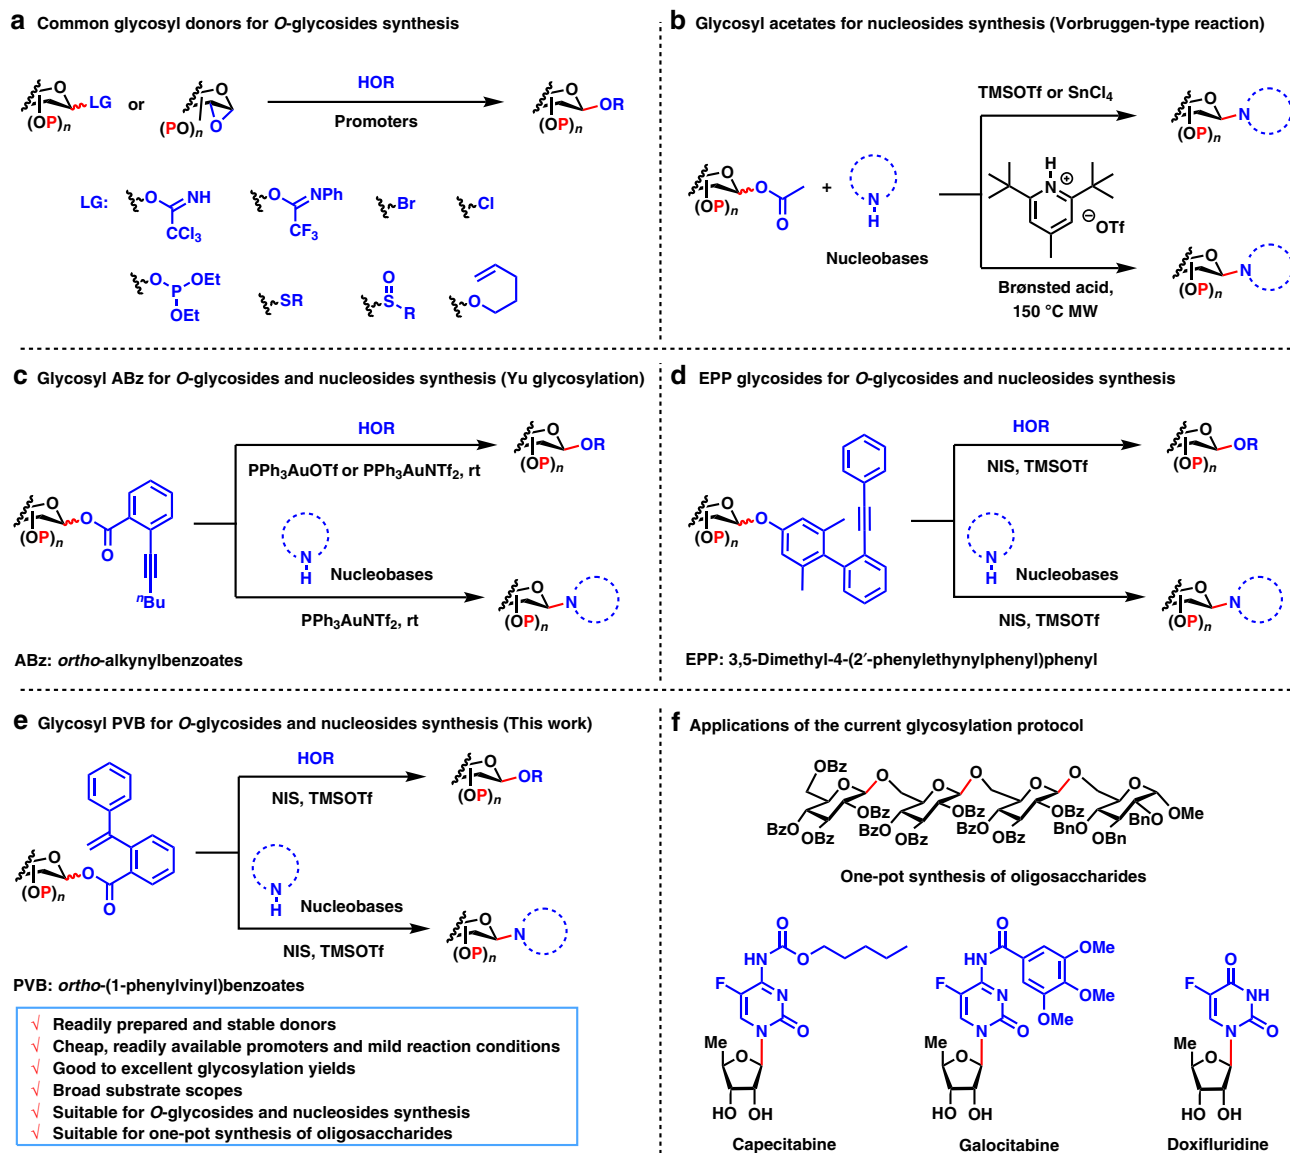 a Common glycosyl donors for O-glycosides synthesis
O
LG
(OP)n
or
O
O
(PO)n
HOR
Promoters
O
OR
(OP)n
LG:
O NH
CCl3
O NPh
CF3
Br
Cl
O P OEt
OEt
SR
O
S
R
O
b Glycosyl acetates for nucleosides synthesis (Vorbruggen-type reaction)
O
O
(OP)n
O
+
N
H
Nucleobases
TMSOTf or SnCl4
H
N
+
−
OTf
Brønsted acid,
150 °C MW
O
N
(OP)n
O
N
(OP)n
c Glycosyl ABz for O-glycosides and nucleosides synthesis (Yu glycosylation)
O
O
(OP)n
O
nBu
HOR
PPh3AuOTf or PPh3AuNTf2, rt
N
H
Nucleobases
PPh3AuNTf2, rt
O
OR
(OP)n
O
N
(OP)n
ABz: ortho-alkynylbenzoates
d EPP glycosides for O-glycosides and nucleosides synthesis
O
O
(OP)n
HOR
NIS, TMSOTf
N
H
Nucleobases
NIS, TMSOTf
O
OR
(OP)n
O
N
(OP)n
EPP: 3,5-Dimethyl-4-(2′-phenylethynylphenyl)phenyl
e Glycosyl PVB for O-glycosides and nucleosides synthesis (This work)
O
O
(OP)n
O
HOR
NIS, TMSOTf
N
H
Nucleobases
NIS, TMSOTf
O
OR
(OP)n
O
N
(OP)n
PVB: ortho-(1-phenylvinyl)benzoates
√ Readily prepared and stable donors
√ Cheap, readily available promoters and mild reaction conditions
√ Good to excellent glycosylation yields
√ Broad substrate scopes
√ Suitable for O-glycosides and nucleosides synthesis
√ Suitable for one-pot synthesis of oligosaccharides
f Applications of the current glycosylation protocol
OBz
O O O
O O O O
OBz OBz OBz OMe
BzO BzO BzO BnO
BzO BzO BzO BnO
OBz OBz OBz OBn
One-pot synthesis of oligosaccharides
O
NH O
F
N
N O
Me O
HO OH
Capecitabine
O
NH OMe
F
N OMe
N O OMe
Me O
HO OH
Galocitabine
O
F
NH
N O
Me O
HO OH
Doxifluridine